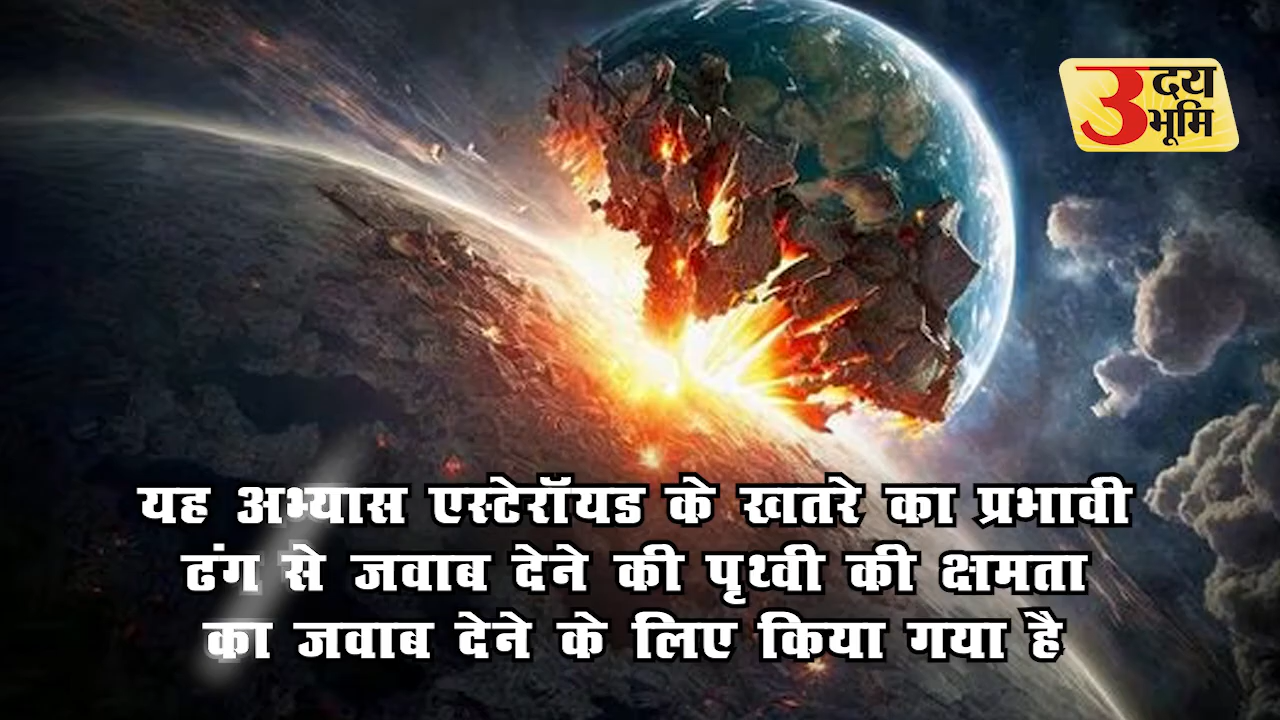 उदय
भूमि
यह अभ्यास एस्टेरॉयड के खतरे का प्रभावी
ढंग से जवाब देने की पृथ्वी की क्षमता
का जवाब देने के लिए किया गया है